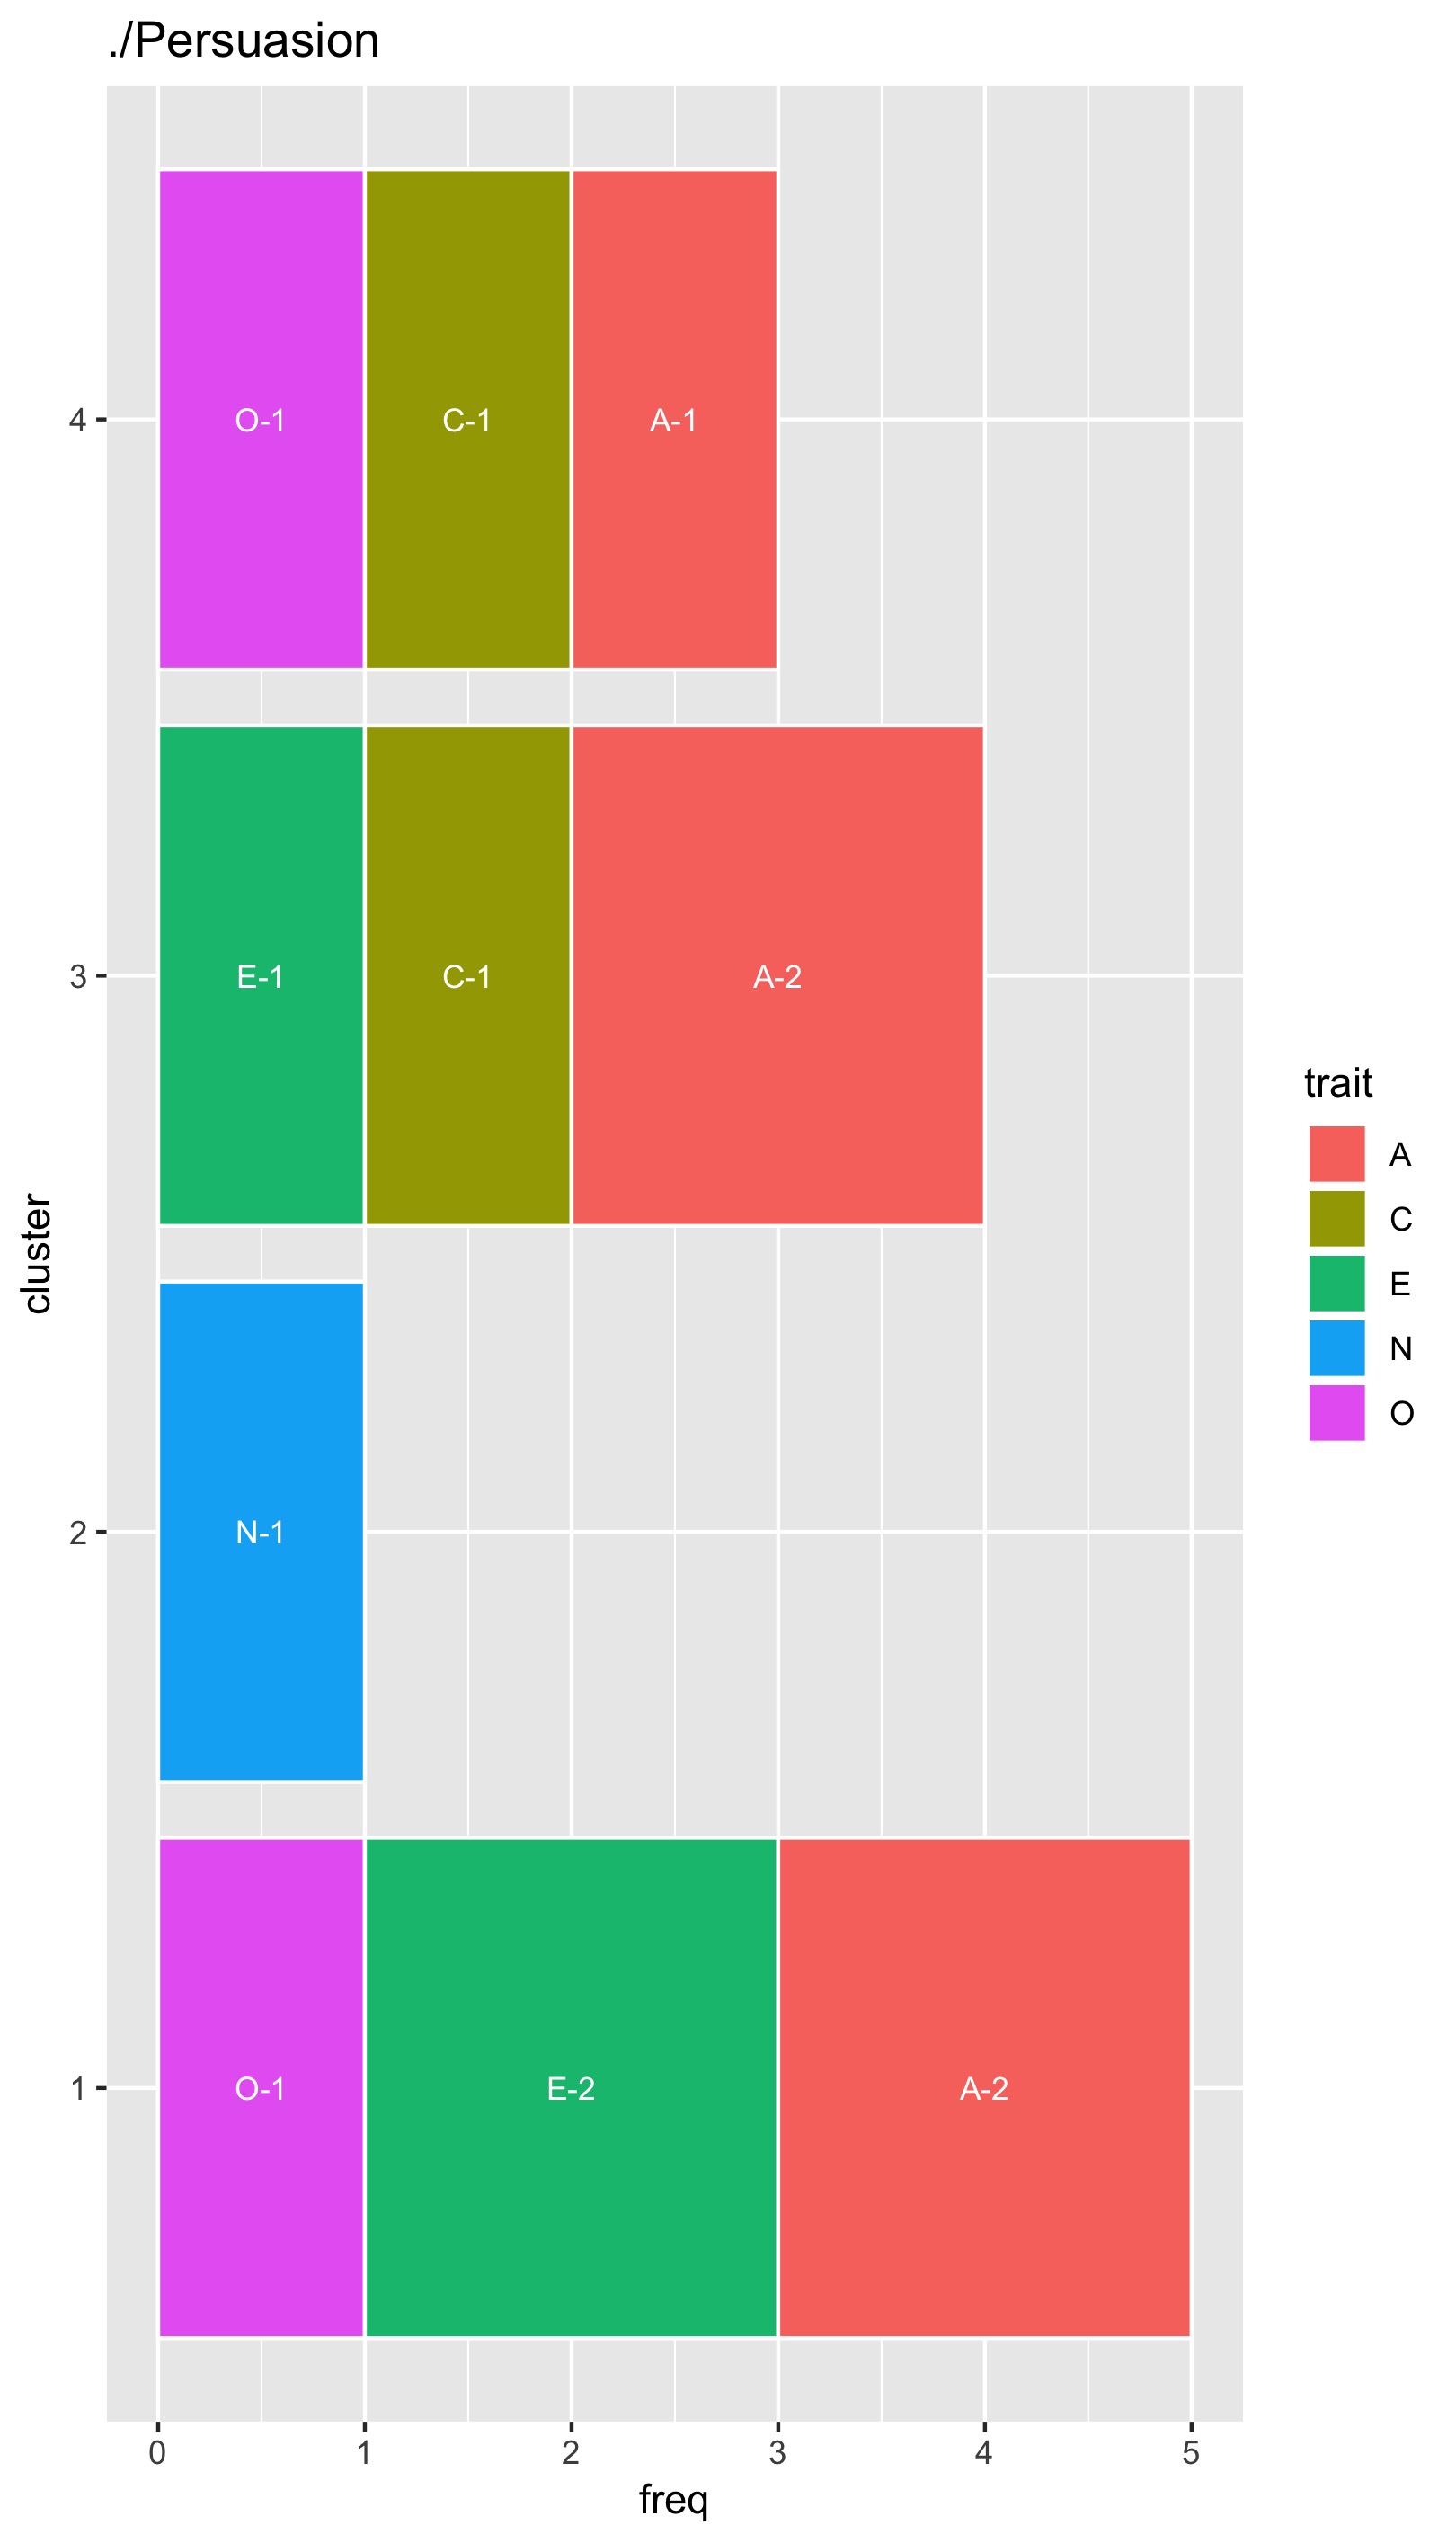 ./Persuasion
cluster
4
O-1 C-1 A-1
3
E-1 C-1 A-2
2
N-1
1
O-1 E-2 A-2
0 1 2 3 4 5
freq
trait
A
C
E
N
O